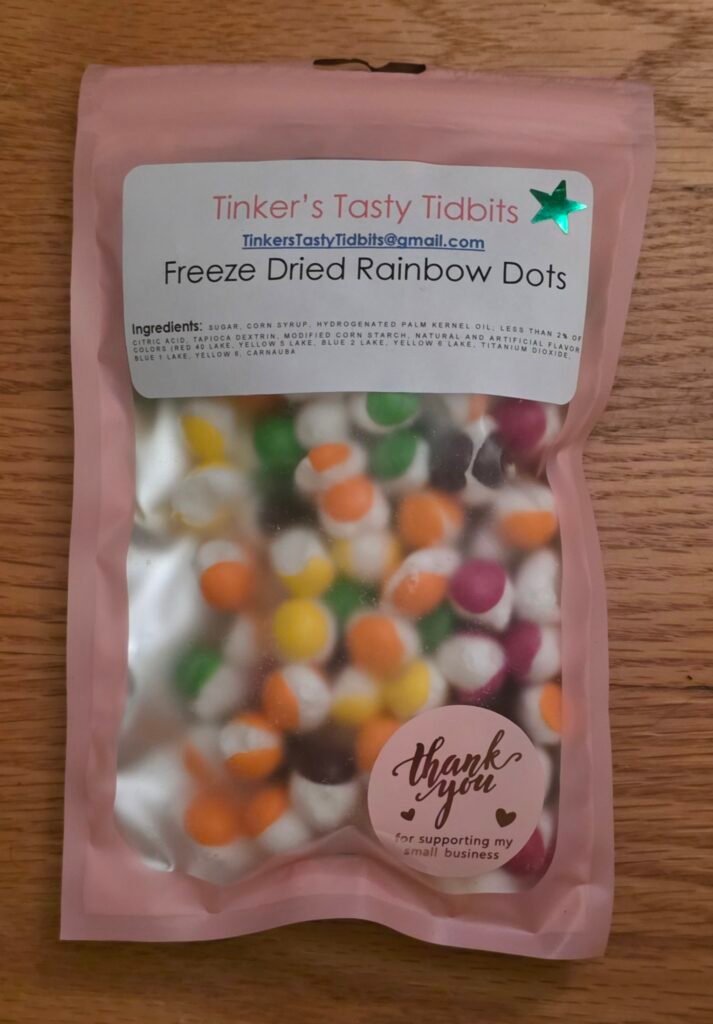 Tinker's Tasty Tidbits
TinkersTastyTidbits@gmail.com
Freeze Dried Rainbow Dots
Ingredients: SUGAR, CORN SYRUP, HYDROGENATED PALM KERNEL OIL, LESS THAN 2% OF
CITRIC ACID, TAPIOCA DEXTRIN, MODIFIED CORN STARCH, NATURAL AND ARTIFICIAL FLAVOR
COLORS (RED 40 LAKE, YELLOW 5 LAKE, BLUE 2 LAKE, YELLOW 6 LAKE, TITANIUM DIOXIDE,
BLUE 1 LAKE, YELLOW 6, CARNAUBA
thank
you
for supporting my
small business